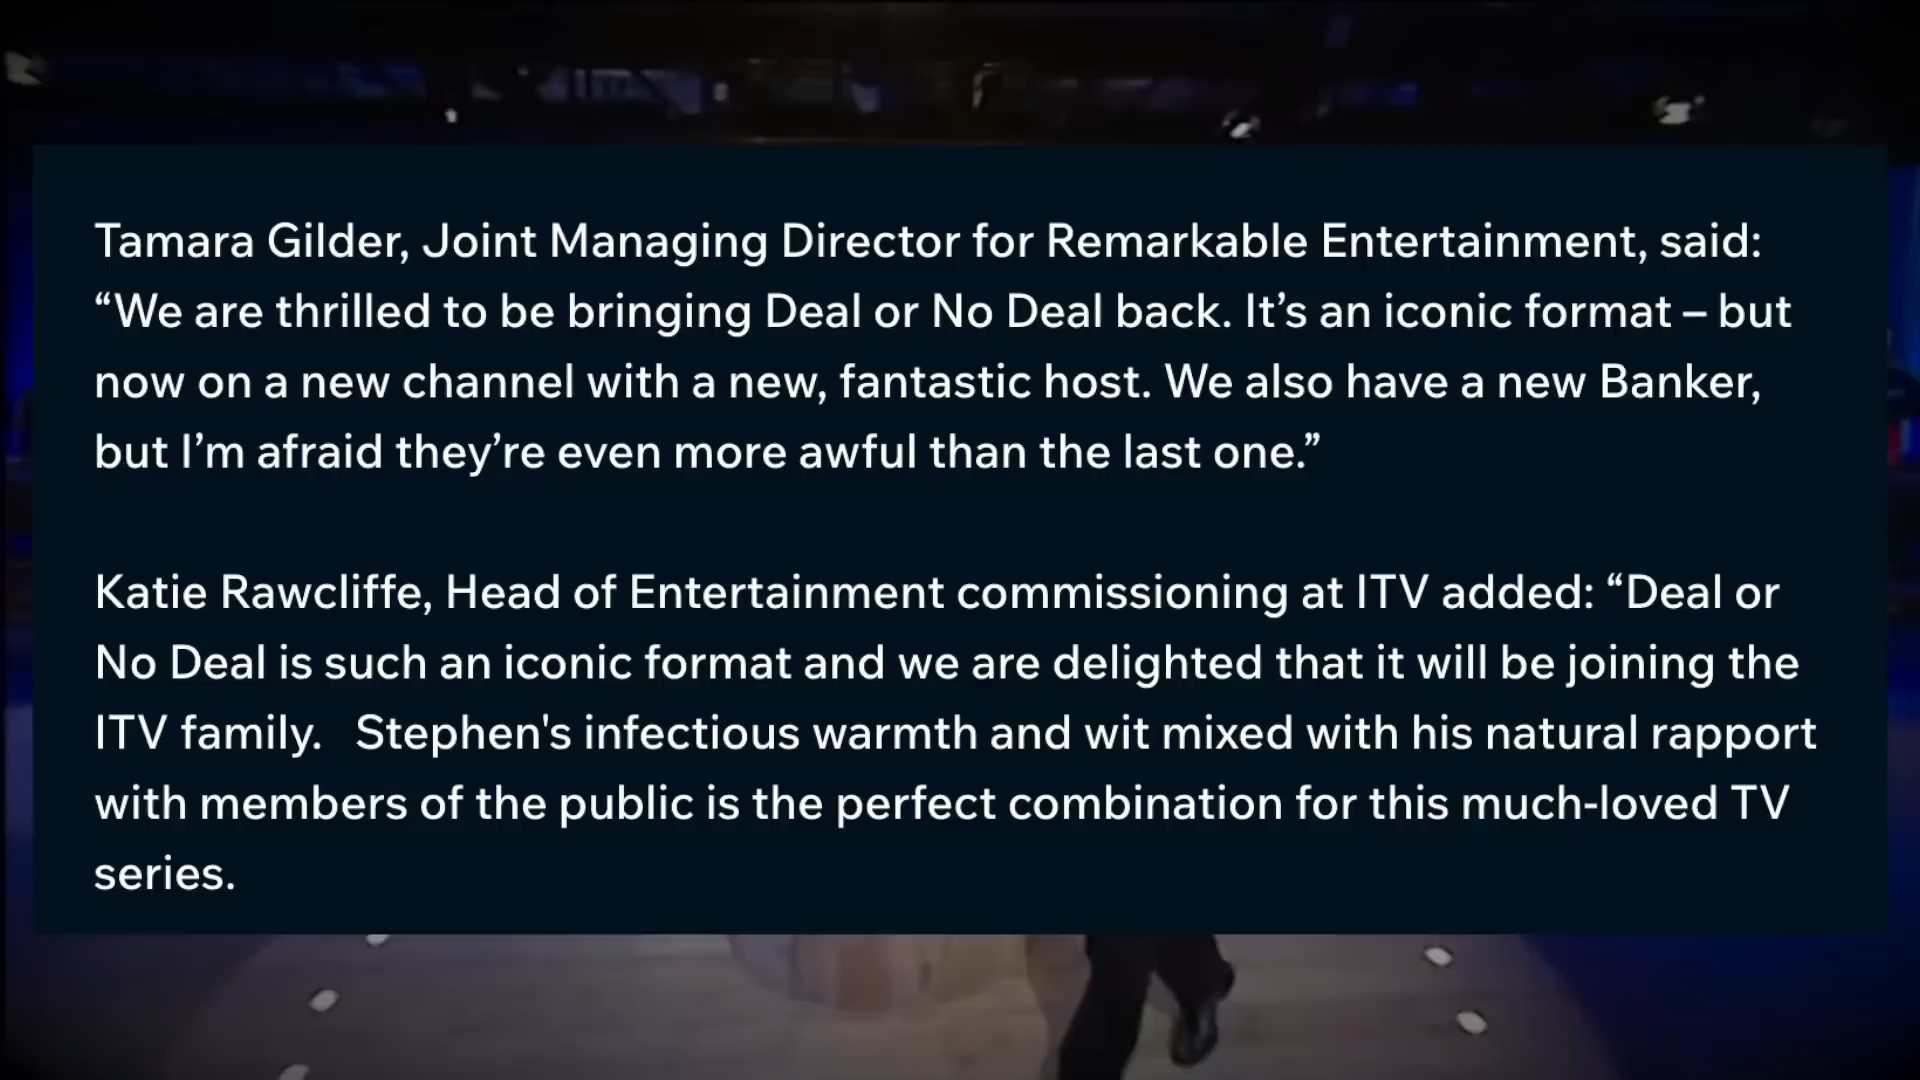 Tamara Gilder, Joint Managing Director for Remarkable Entertainment, said:
“We are thrilled to be bringing Deal or No Deal back. It’s an iconic format – but
now on a new channel with a new, fantastic host. We also have a new Banker,
but I’m afraid they’re even more awful than the last one.”
Katie Rawcliffe, Head of Entertainment commissioning at ITV added: “Deal or
No Deal is such an iconic format and we are delighted that it will be joining the
ITV family.   Stephen's infectious warmth and wit mixed with his natural rapport
with members of the public is the perfect combination for this much-loved TV
series.